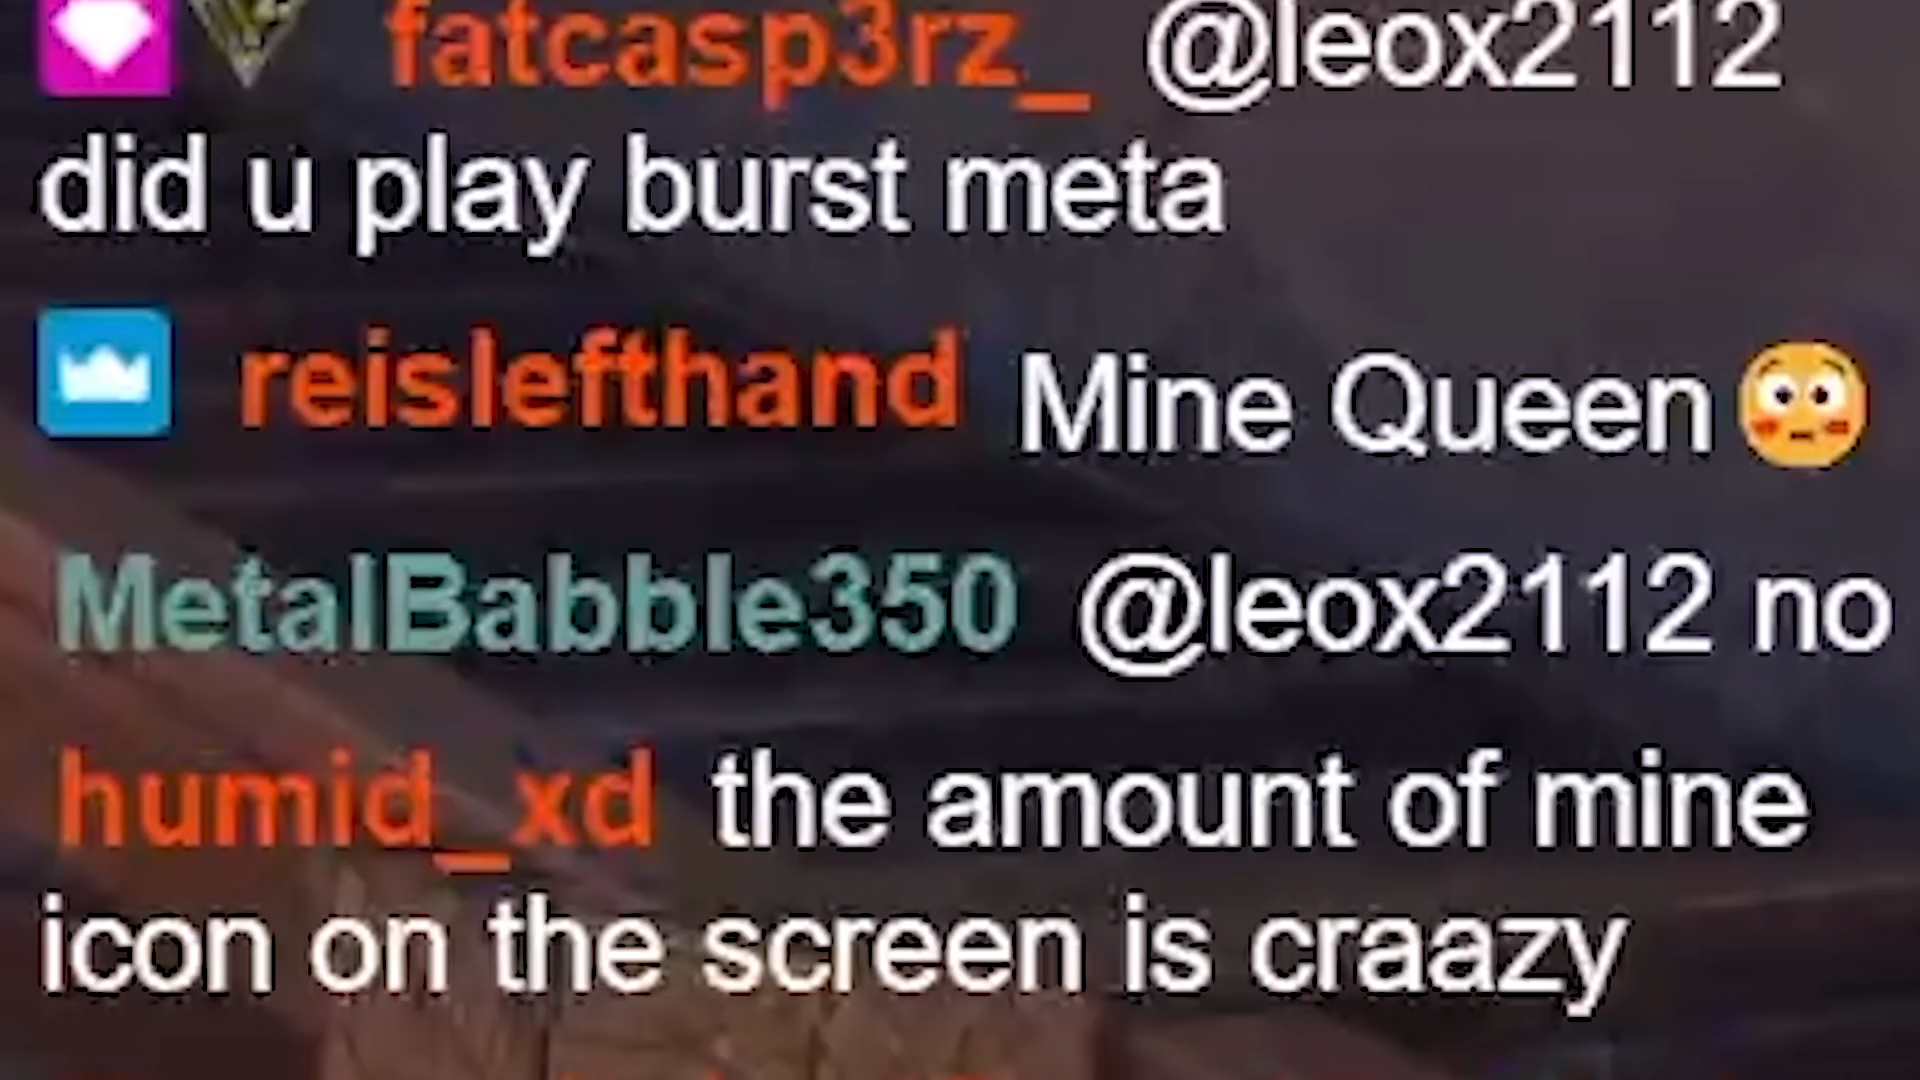 fatcasp3rz_ @leox2112
did u play burst meta
reislefthand Mine Queen😳
MetalBabble350 @leox2112 no
humid_xd the amount of mine
icon on the screen is craazy